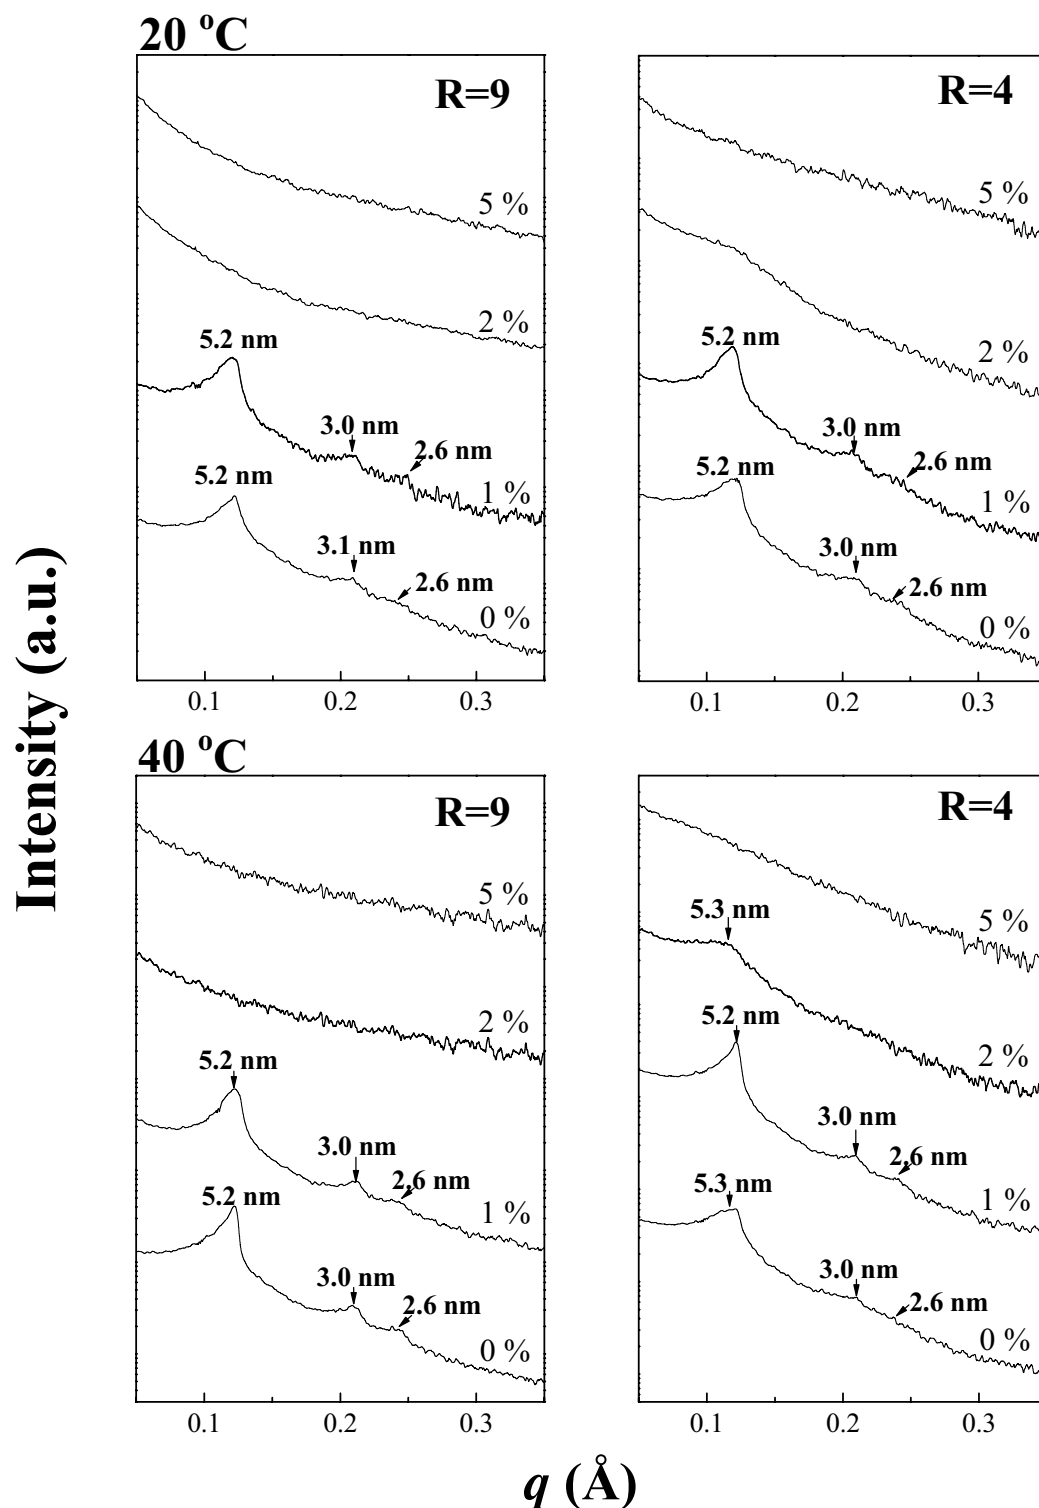 20 °C
R=9
5 %
2 %
5.2 nm
3.0 nm
2.6 nm
1 %
5.2 nm
3.1 nm
2.6 nm
0 %
0.1 0.2 0.3
R=4
5 %
2 %
5.2 nm
3.0 nm
2.6 nm
1 %
5.2 nm
3.0 nm
2.6 nm
0 %
0.1 0.2 0.3
Intensity (a.u.)
40 °C
R=9
5 %
2 %
5.2 nm
3.0 nm
2.6 nm
1 %
5.2 nm
3.0 nm
2.6 nm
0 %
0.1 0.2 0.3
R=4
5 %
5.3 nm
2 %
5.2 nm
3.0 nm
2.6 nm
1 %
5.3 nm
3.0 nm
2.6 nm
0 %
0.1 0.2 0.3
q (Å)